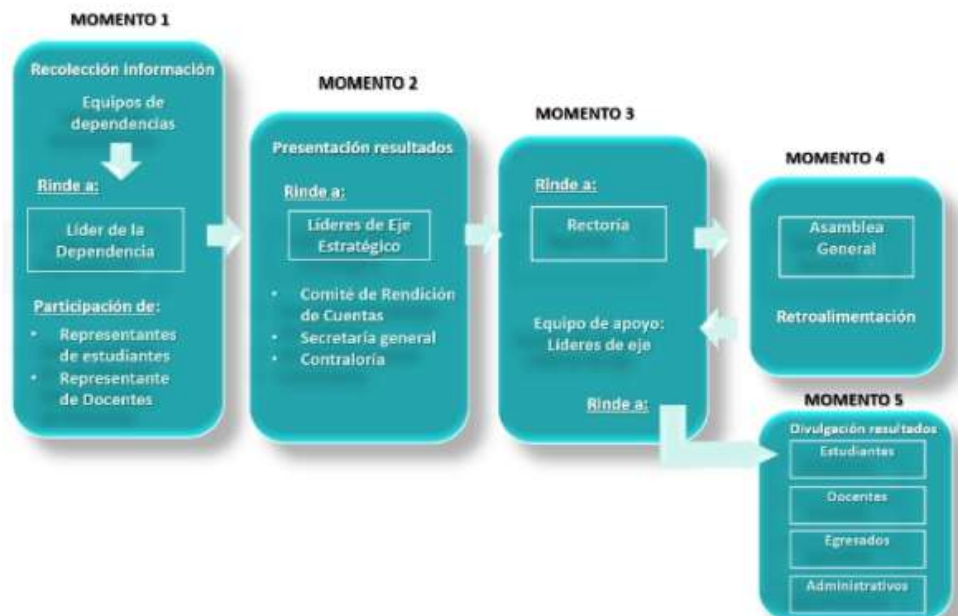 MOMENTO 1
Recolección información
Equipos de
dependencias
Rinde a:
Líder de la
Dependencia
Participación de:
• Representantes
de estudiantes
• Representante
de Docentes
MOMENTO 2
Presentación resultados
Rinde a:
Líderes de Eje
Estratégico
• Comité de Rendición
de Cuentas
• Secretaría general
• Contraloría
MOMENTO 3
Rinde a:
Rectoría
Equipo de apoyo:
Líderes de eje
Rinde a:
MOMENTO 4
Asamblea
General
Retroalimentación
MOMENTO 5
Divulgación resultados
Estudiantes
Docentes
Egresados
Administrativos